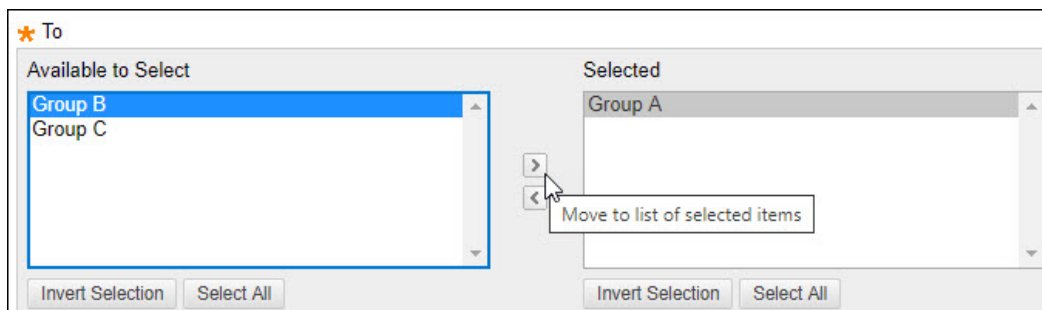 * To
Available to Select
Selected
Group B
Group C
Group A
>
<
Move to list of selected items
Invert Selection
Select All
Invert Selection
Select All